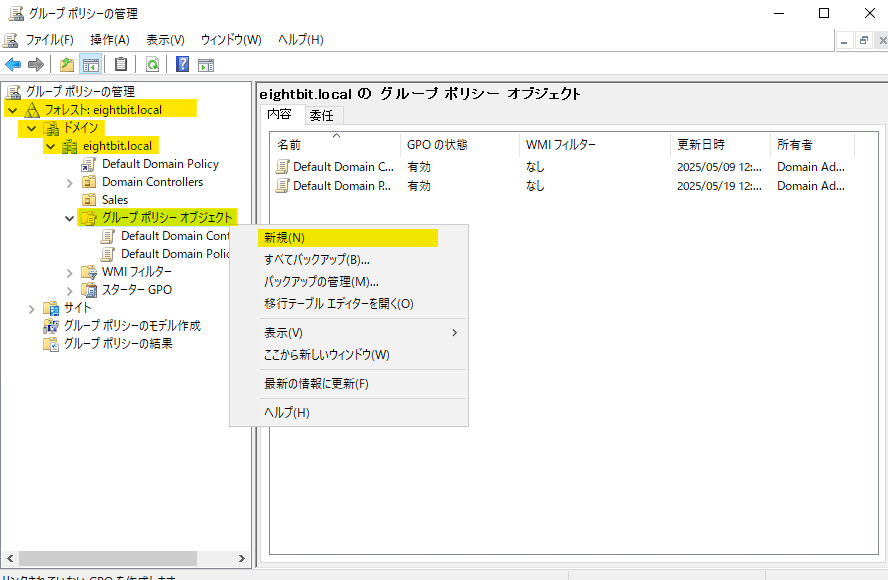 グループ ポリシーの管理
ファイル(F) 操作(A) 表示(V) ウィンドウ(W) ヘルプ(H)
グループ ポリシーの管理
フォレスト: eightbit.local
ドメイン
eightbit.local
Default Domain Policy
Domain Controllers
Sales
グループ ポリシー オブジェクト
Default Domain Cont
Default Domain Polic
WMI フィルター
スターター GPO
サイト
グループ ポリシーのモデル作成
グループ ポリシーの結果
eightbit.local の グループ ポリシー オブジェクト
内容 委任
名前 GPO の状態 WMI フィルター 更新日時 所有者
Default Domain C... 有効 なし 2025/05/09 12:... Domain Ad...
Default Domain P... 有効 なし 2025/05/19 12:... Domain Ad...
新規(N)
すべてバックアップ(B)...
バックアップの管理(M)...
移行テーブル エディターを開く(O)
表示(V)
ここから新しいウィンドウ(W)
最新の情報に更新(F)
ヘルプ(H)